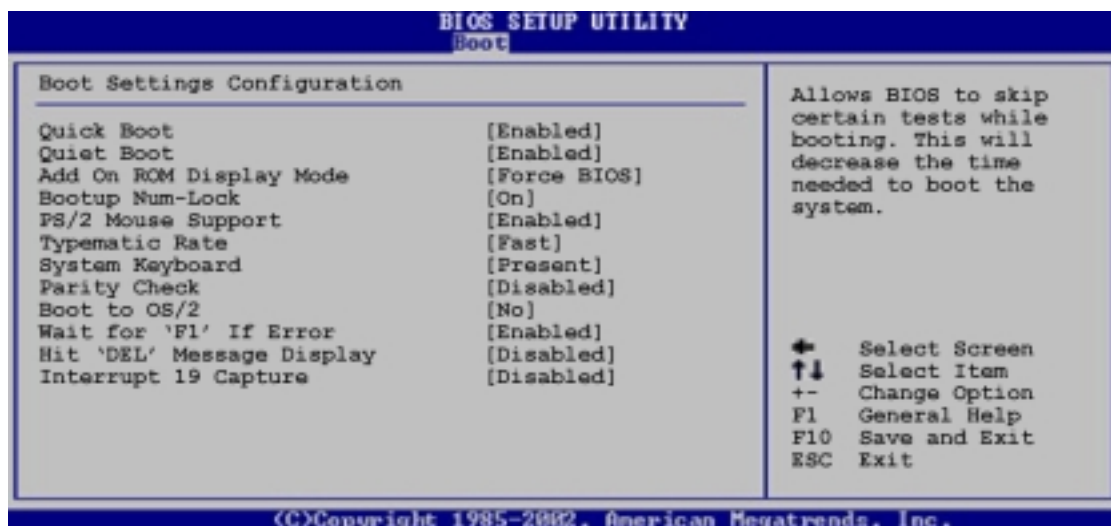 BIOS SETUP UTILITY
Boot
Boot Settings Configuration
Quick Boot [Enabled]
Quiet Boot [Enabled]
Add On ROM Display Mode [Force BIOS]
Bootup Num-Lock [On]
PS/2 Mouse Support [Enabled]
Typematic Rate [Fast]
System Keyboard [Present]
Parity Check [Disabled]
Boot to OS/2 [No]
Wait for ‘F1’ If Error [Enabled]
Hit ‘DEL’ Message Display [Disabled]
Interrupt 19 Capture [Disabled]
Allows BIOS to skip
certain tests while
booting. This will
decrease the time
needed to boot the
system.
← Select Screen
↑↓ Select Item
+- Change Option
F1 General Help
F10 Save and Exit
ESC Exit
(C)Copyright 1985-2002, American Megatrends, Inc.